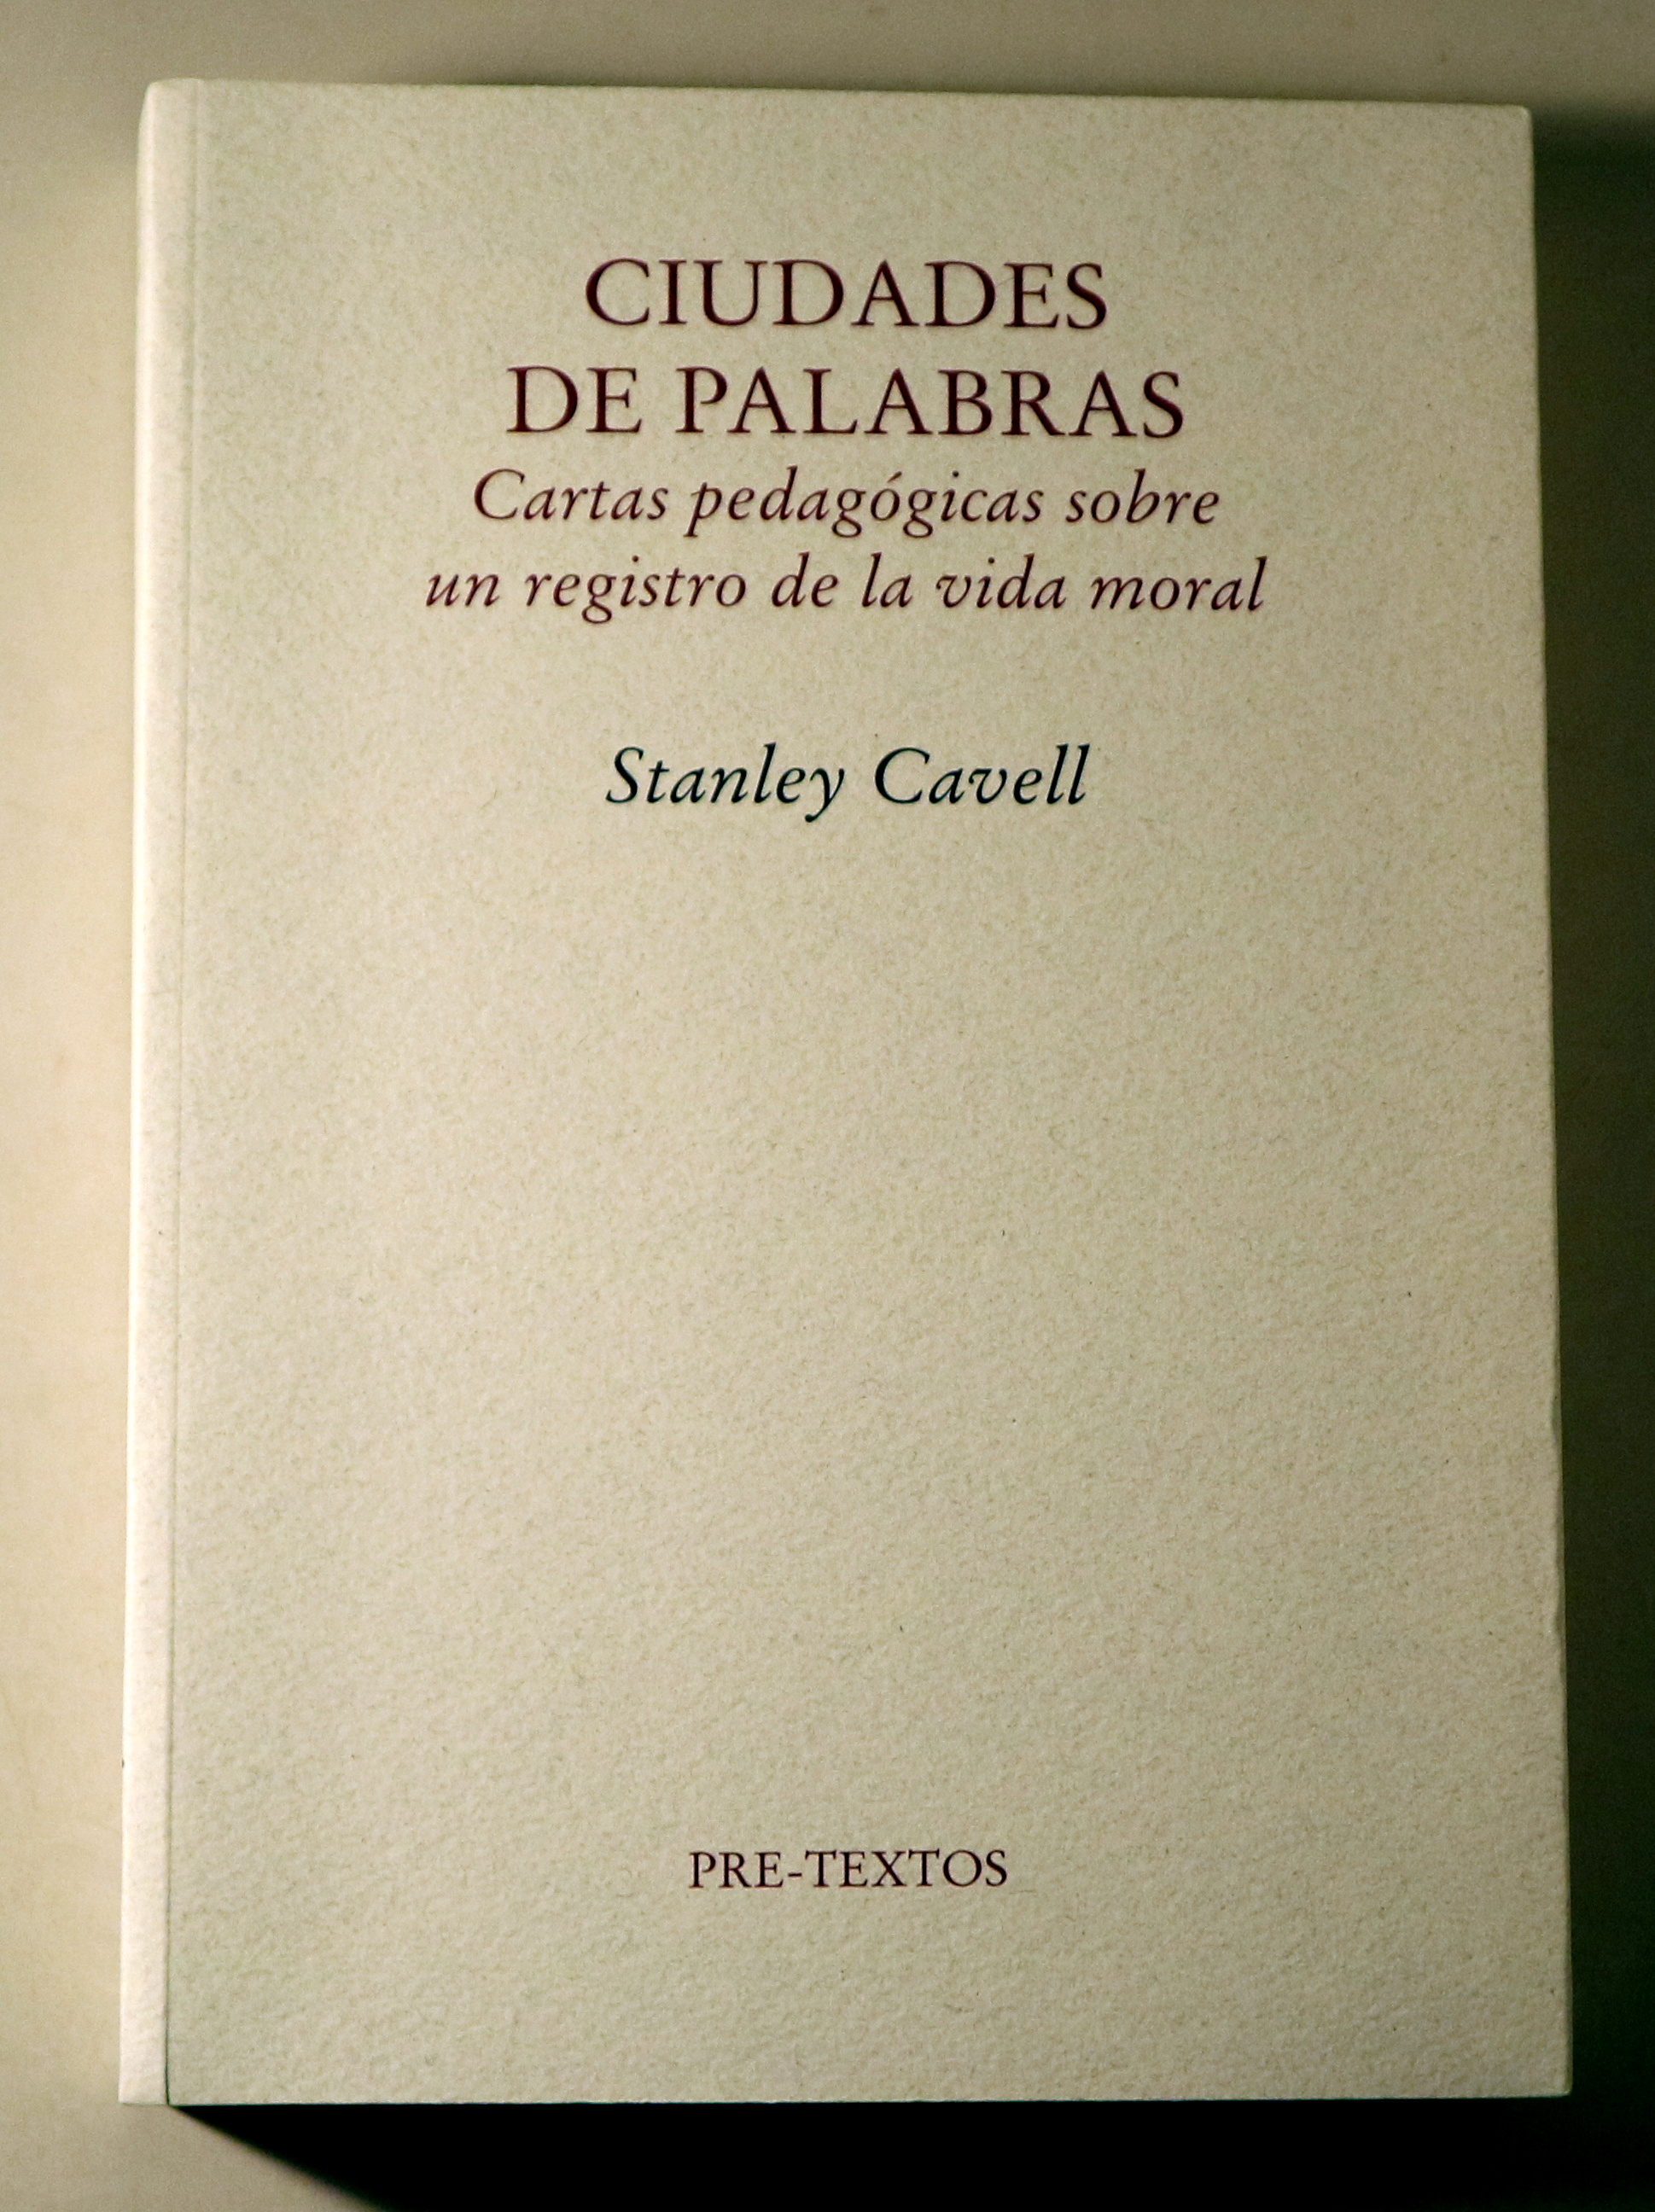 CIUDADES
DE PALABRAS
Cartas pedagógicas sobre
un registro de la vida moral
Stanley Cavell
PRE-TEXTOS